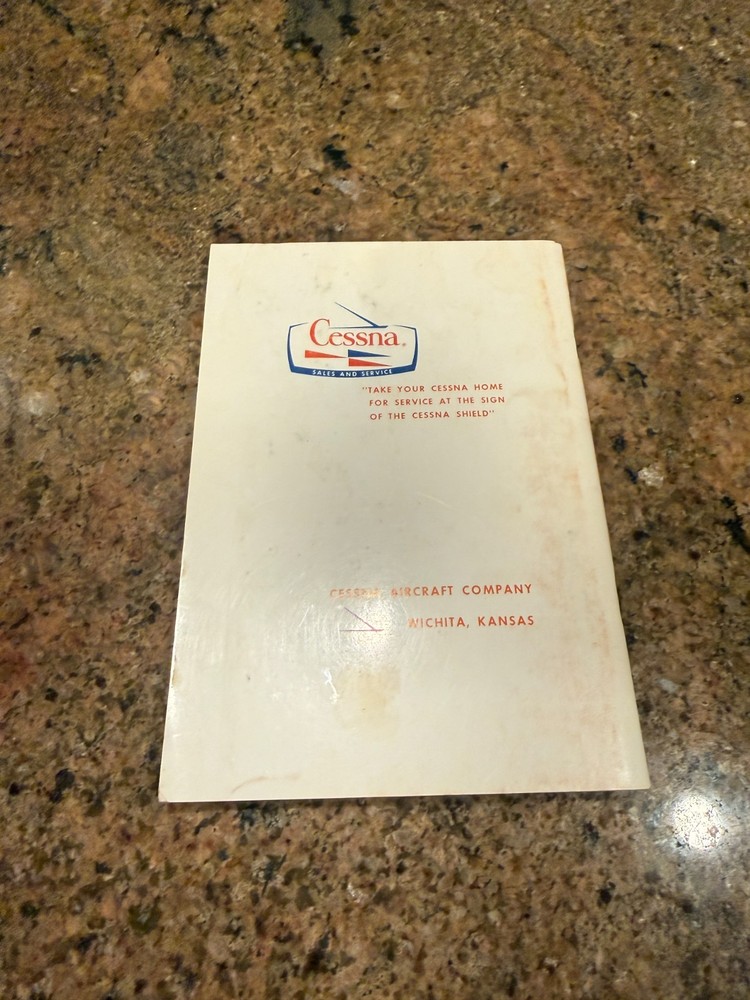 Cessna®
SALES AND SERVICE
"TAKE YOUR CESSNA HOME
FOR SERVICE AT THE SIGN
OF THE CESSNA SHIELD"
CESSNA AIRCRAFT COMPANY
WICHITA, KANSAS